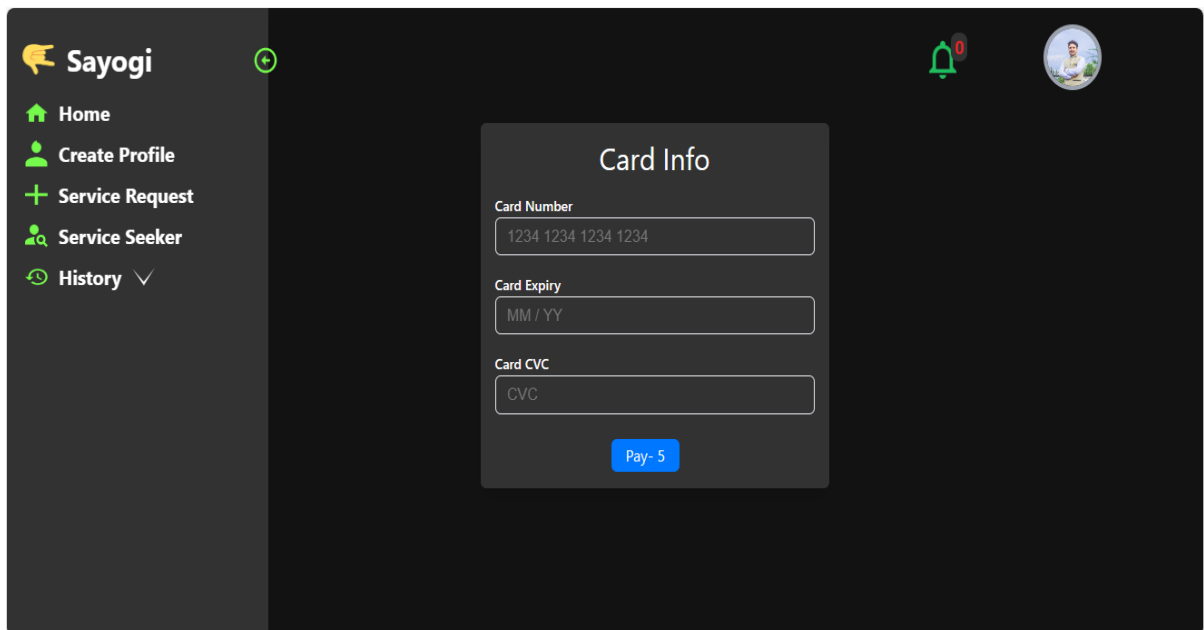 Sayogi
0
Home
Create Profile
Service Request
Service Seeker
History
Card Info
Card Number
1234 1234 1234 1234
Card Expiry
MM / YY
Card CVC
CVC
Pay- 5